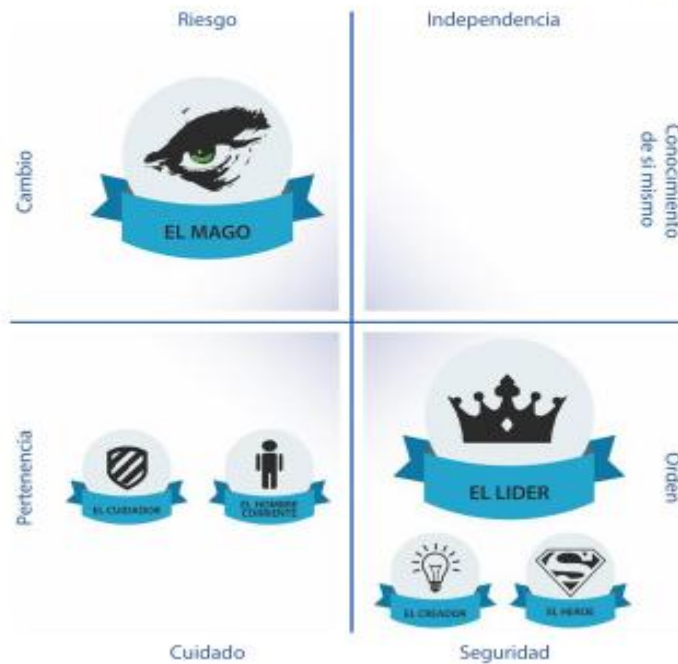 Riesgo
Independencia
Cambio
EL MAGO
Conocimiento
de si mismo
Pertenencia
EL CUIDADOR
EL HOMBRE
CORRIENTE
EL LIDER
Orden
EL CREADOR
EL HEROE
Cuidado
Seguridad